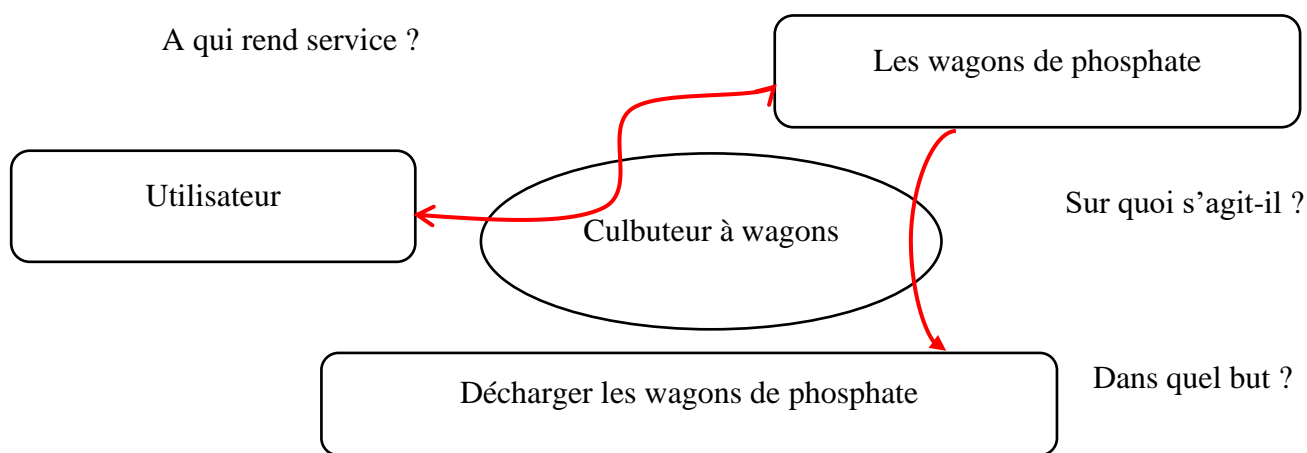 A qui rend service ?
Les wagons de phosphate
Utilisateur
Sur quoi s’agit-il ?
Culbuteur à wagons
Dans quel but ?
Décharger les wagons de phosphate